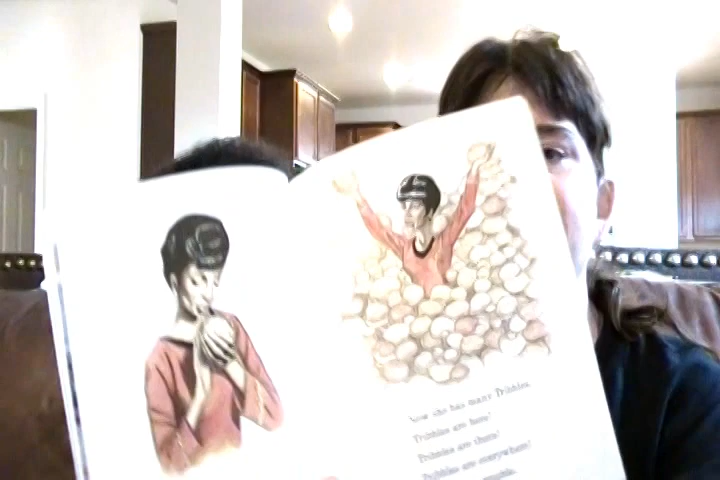 Now she has many Tribbles.
Tribbles are here!
Tribbles are there!
Tribbles are everywhere!